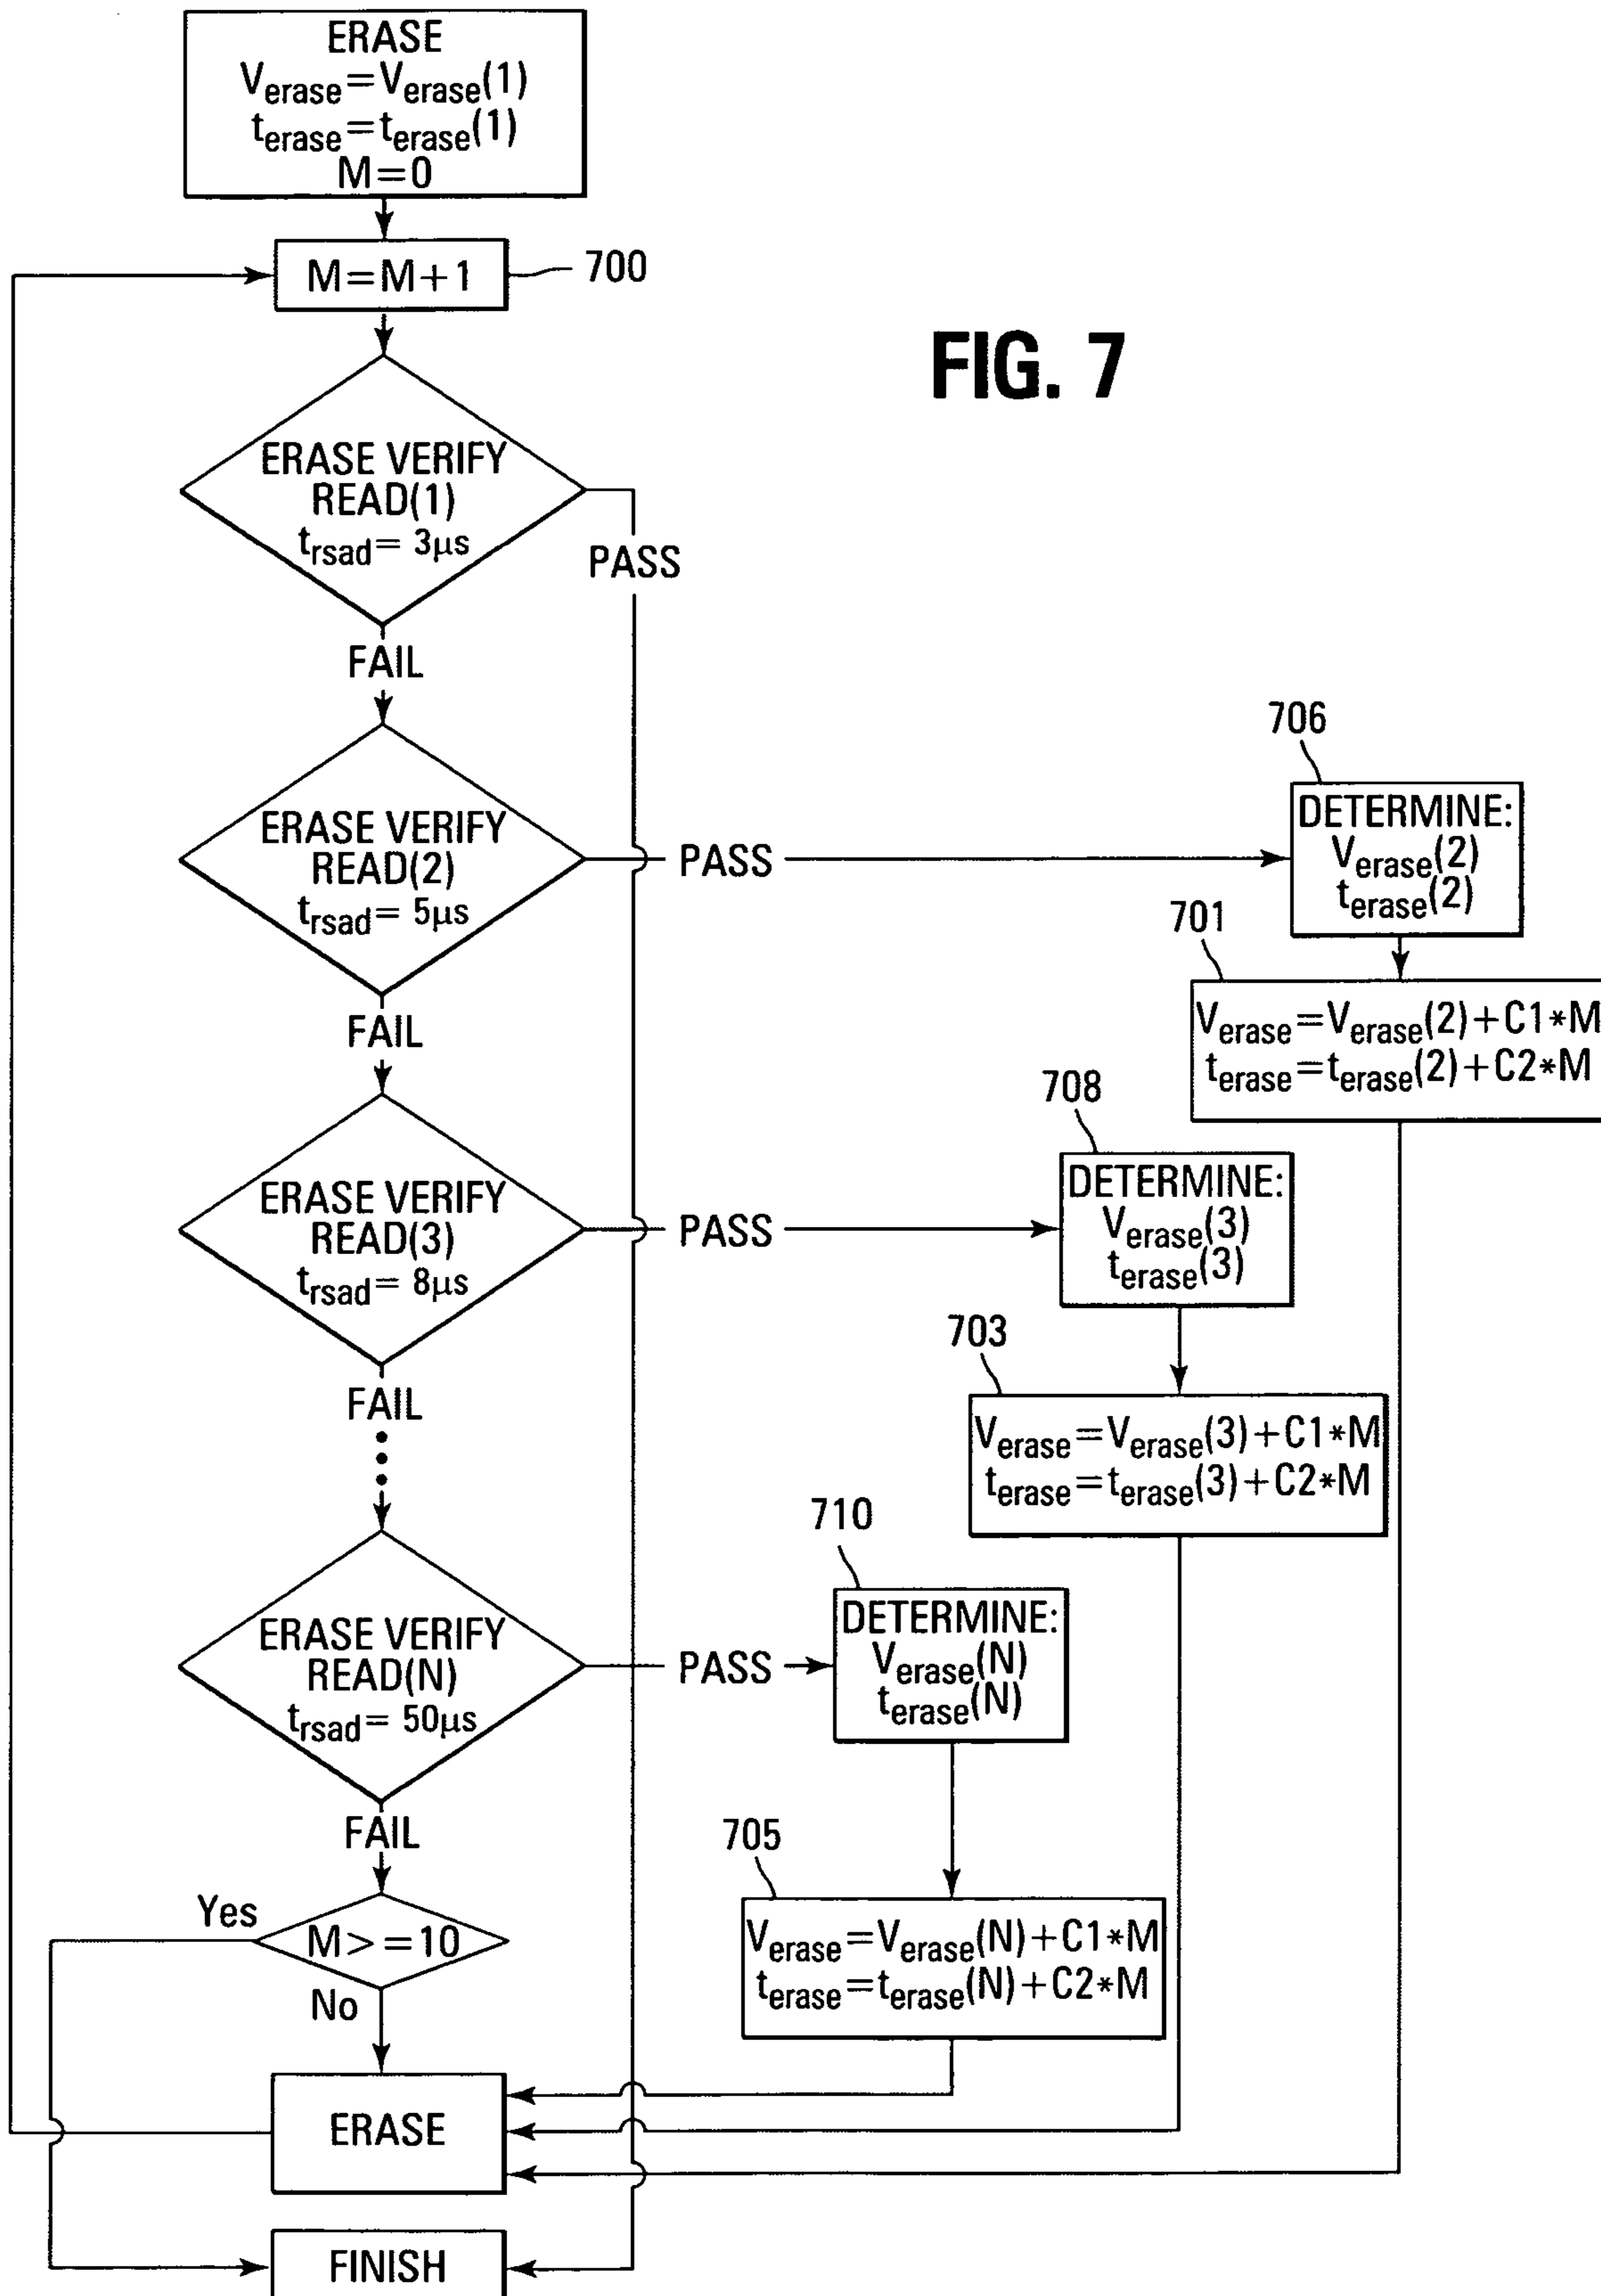 ERASE
Verase=Verase(1)
terase=terase(1)
M=0
M=M+1
700
FIG. 7
ERASE VERIFY
READ(1)
trsad= 3μs
PASS
FAIL
706
ERASE VERIFY
READ(2)
trsad= 5μs
PASS
DETERMINE:
Verase(2)
terase(2)
701
FAIL
Verase=Verase(2)+C1*M
terase=terase(2)+C2*M
708
ERASE VERIFY
READ(3)
trsad= 8μs
PASS
DETERMINE:
Verase(3)
terase(3)
703
FAIL
Verase=Verase(3)+C1*M
terase=terase(3)+C2*M
710
ERASE VERIFY
READ(N)
trsad= 50μs
PASS
DETERMINE:
Verase(N)
terase(N)
FAIL
705
Yes
M>=10
No
Verase=Verase(N)+C1*M
terase=terase(N)+C2*M
ERASE
FINISH